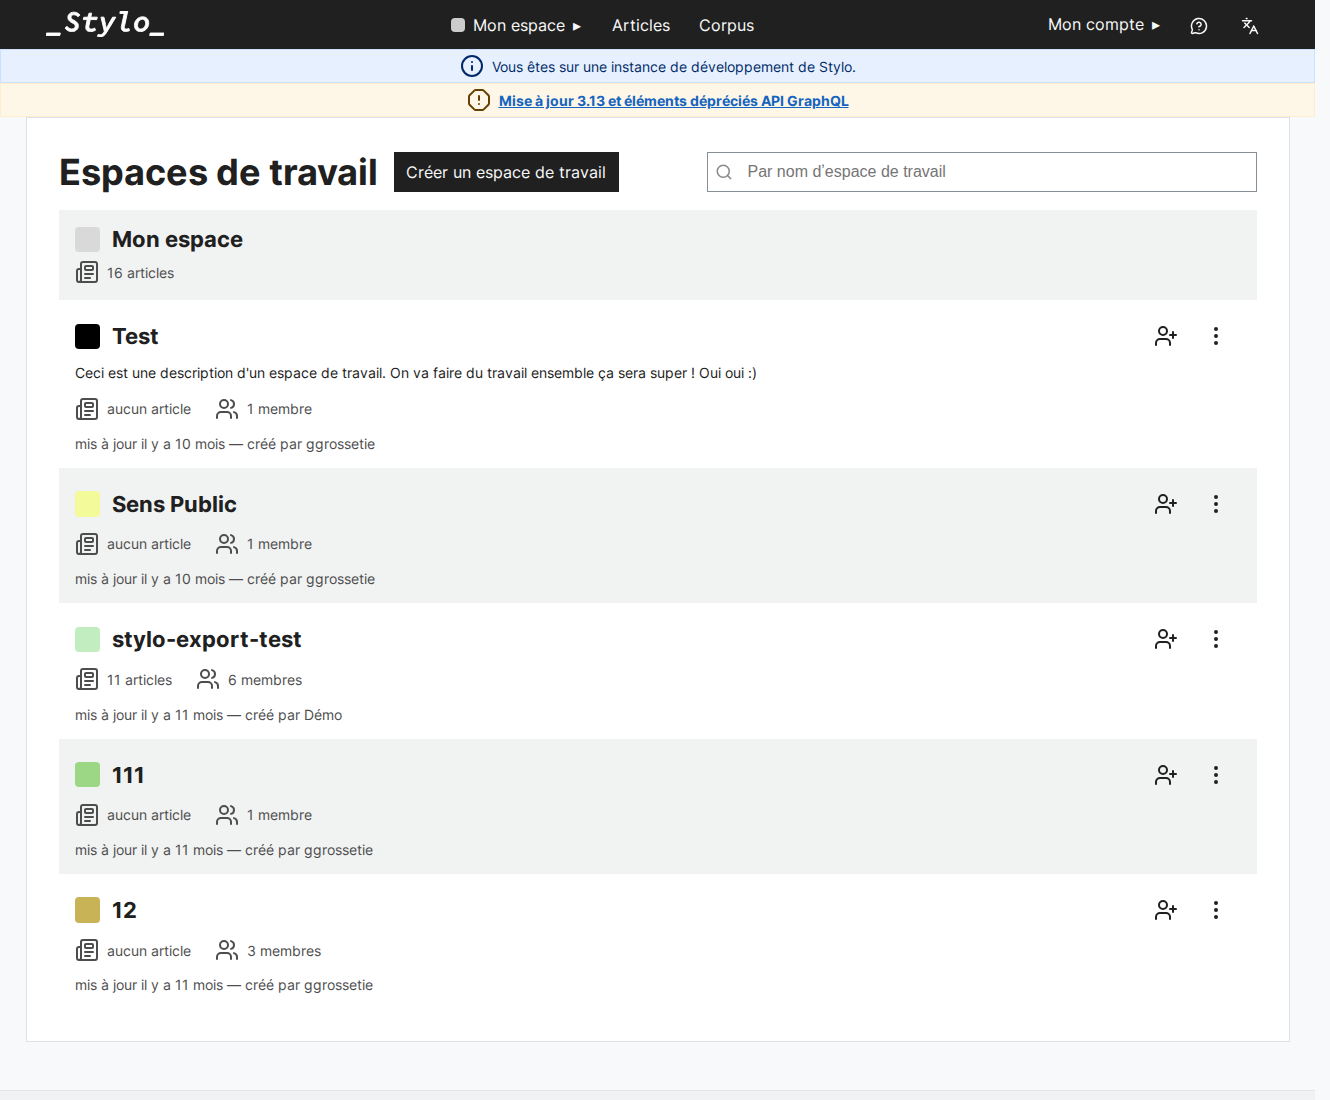 _Stylo_
Mon espace ▸
Articles
Corpus
Mon compte ▸
Vous êtes sur une instance de développement de Stylo.
Mise à jour 3.13 et éléments dépréciés API GraphQL
Espaces de travail
Créer un espace de travail
Par nom d’espace de travail
Mon espace
16 articles
Test
Ceci est une description d'un espace de travail. On va faire du travail ensemble ça sera super ! Oui oui :)
aucun article
1 membre
mis à jour il y a 10 mois — créé par ggrossetie
Sens Public
aucun article
1 membre
mis à jour il y a 10 mois — créé par ggrossetie
stylo-export-test
11 articles
6 membres
mis à jour il y a 11 mois — créé par Démo
111
aucun article
1 membre
mis à jour il y a 11 mois — créé par ggrossetie
12
aucun article
3 membres
mis à jour il y a 11 mois — créé par ggrossetie